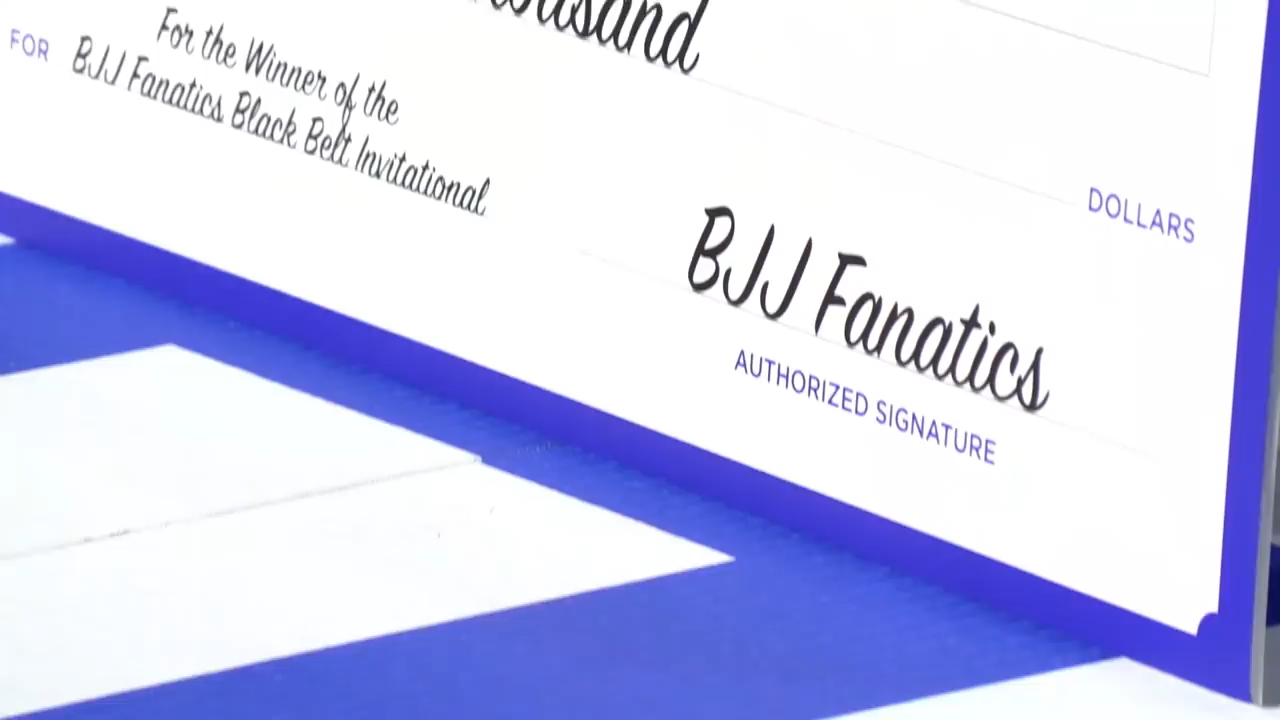 For the Winner of the
FOR BJJ Fanatics Black Belt Invitational
DOLLARS
BJJ Fanatics
AUTHORIZED SIGNATURE